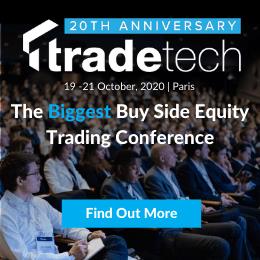 20TH ANNIVERSARY
tradetech
19 -21 October, 2020 | Paris
The Biggest Buy Side Equity
Trading Conference
Find Out More